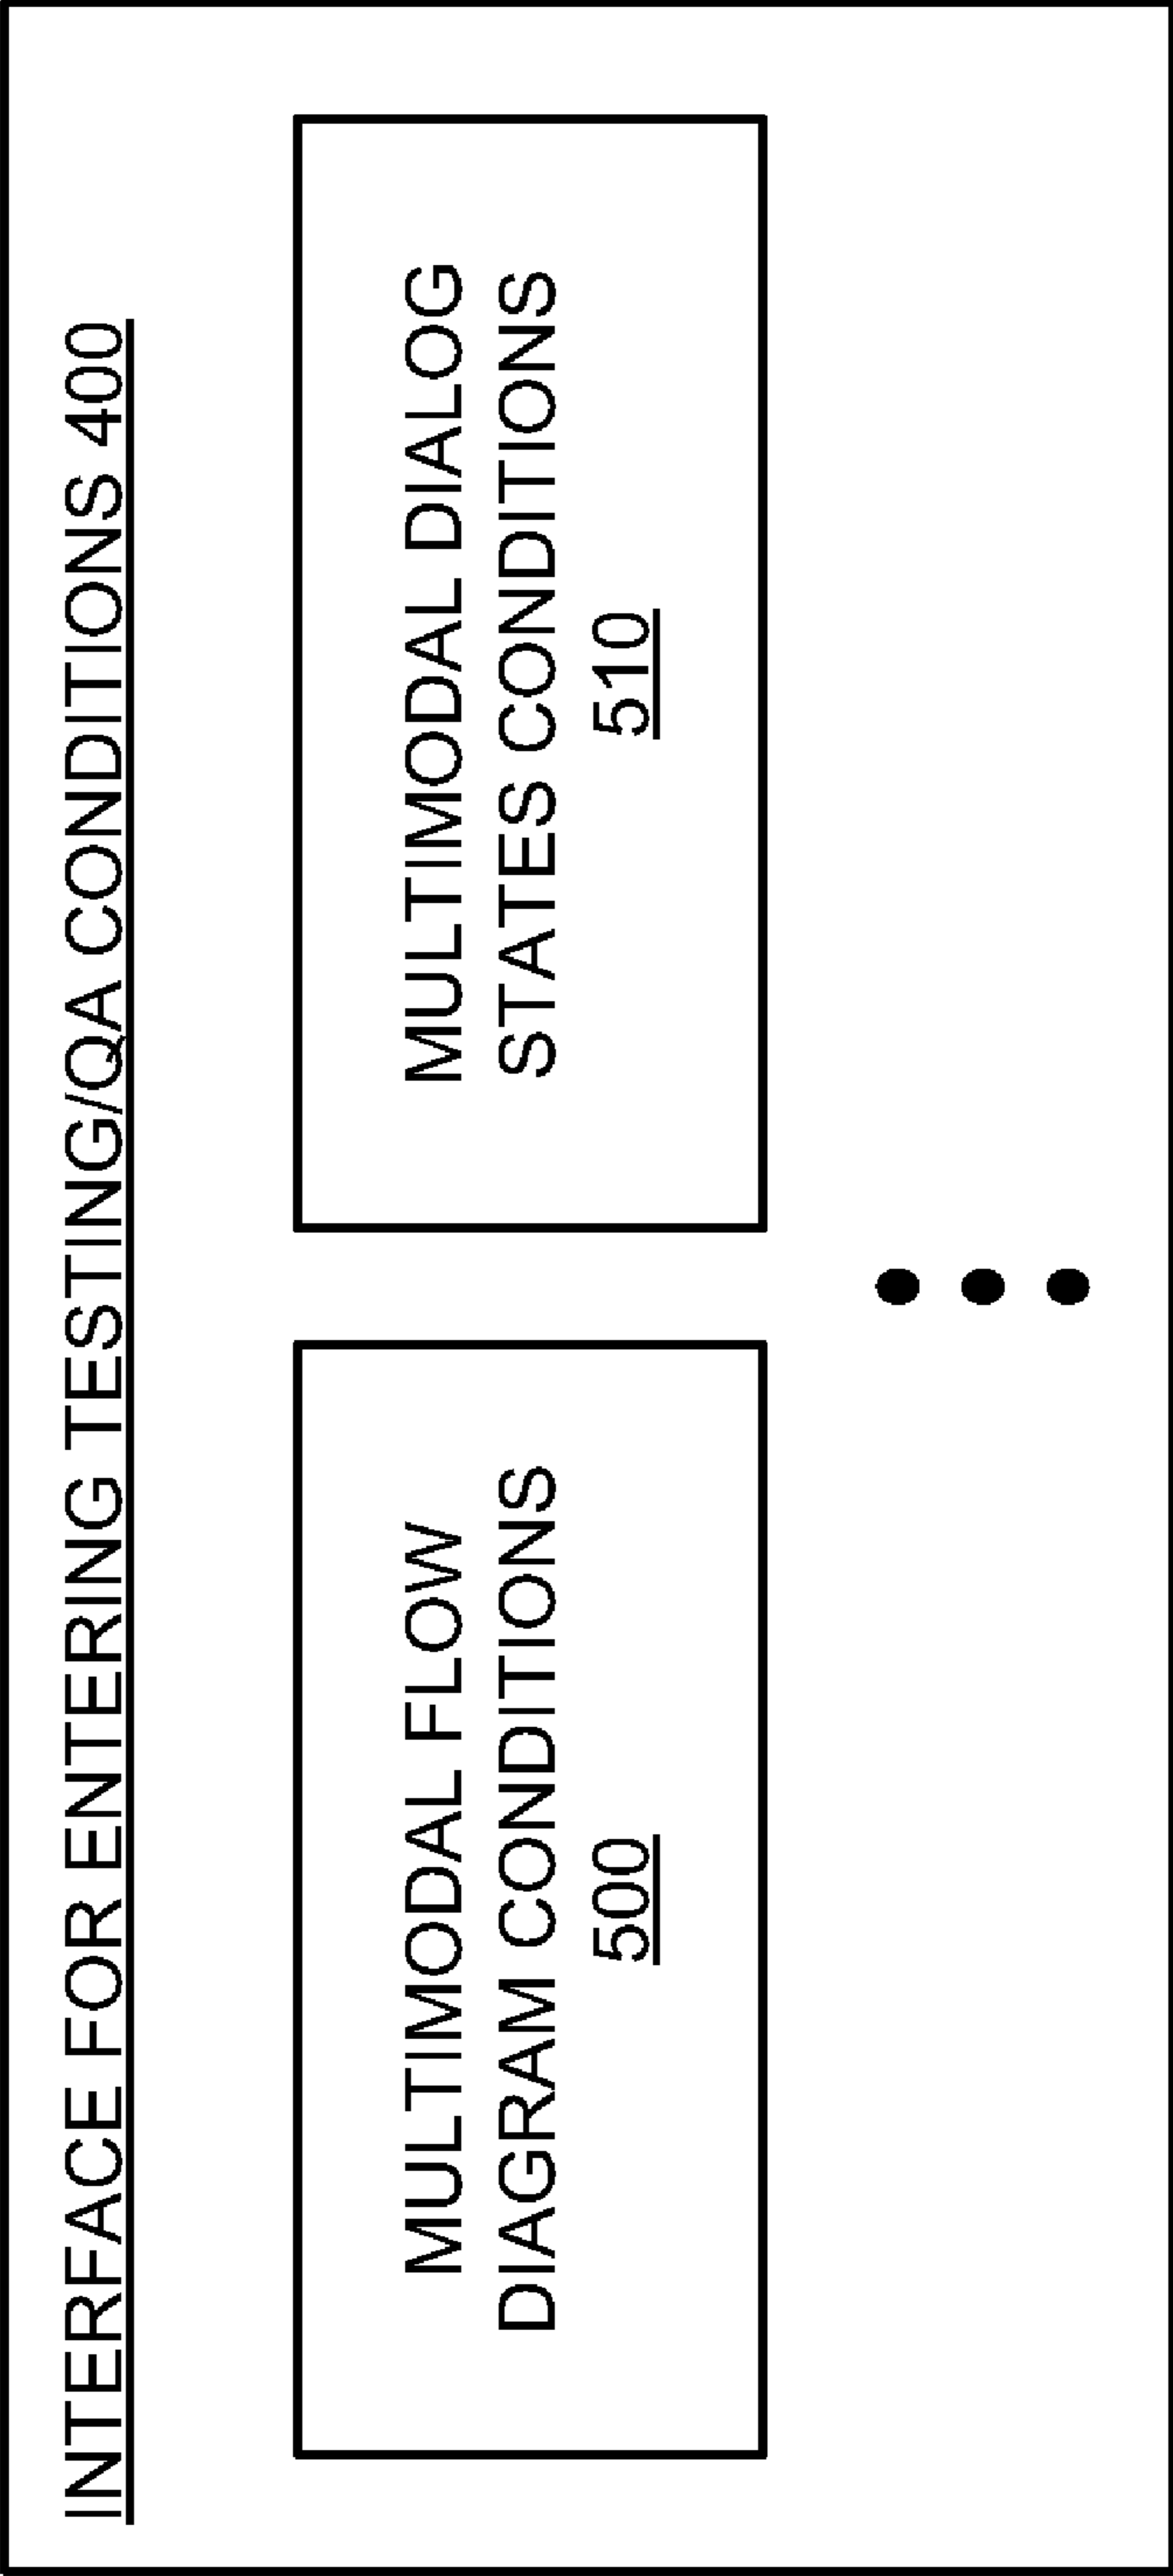 INTERFACE FOR ENTERING TESTING/QA CONDITIONS 400
MULTIMODAL FLOW
DIAGRAM CONDITIONS
500
MULTIMODAL DIALOG
STATES CONDITIONS
510